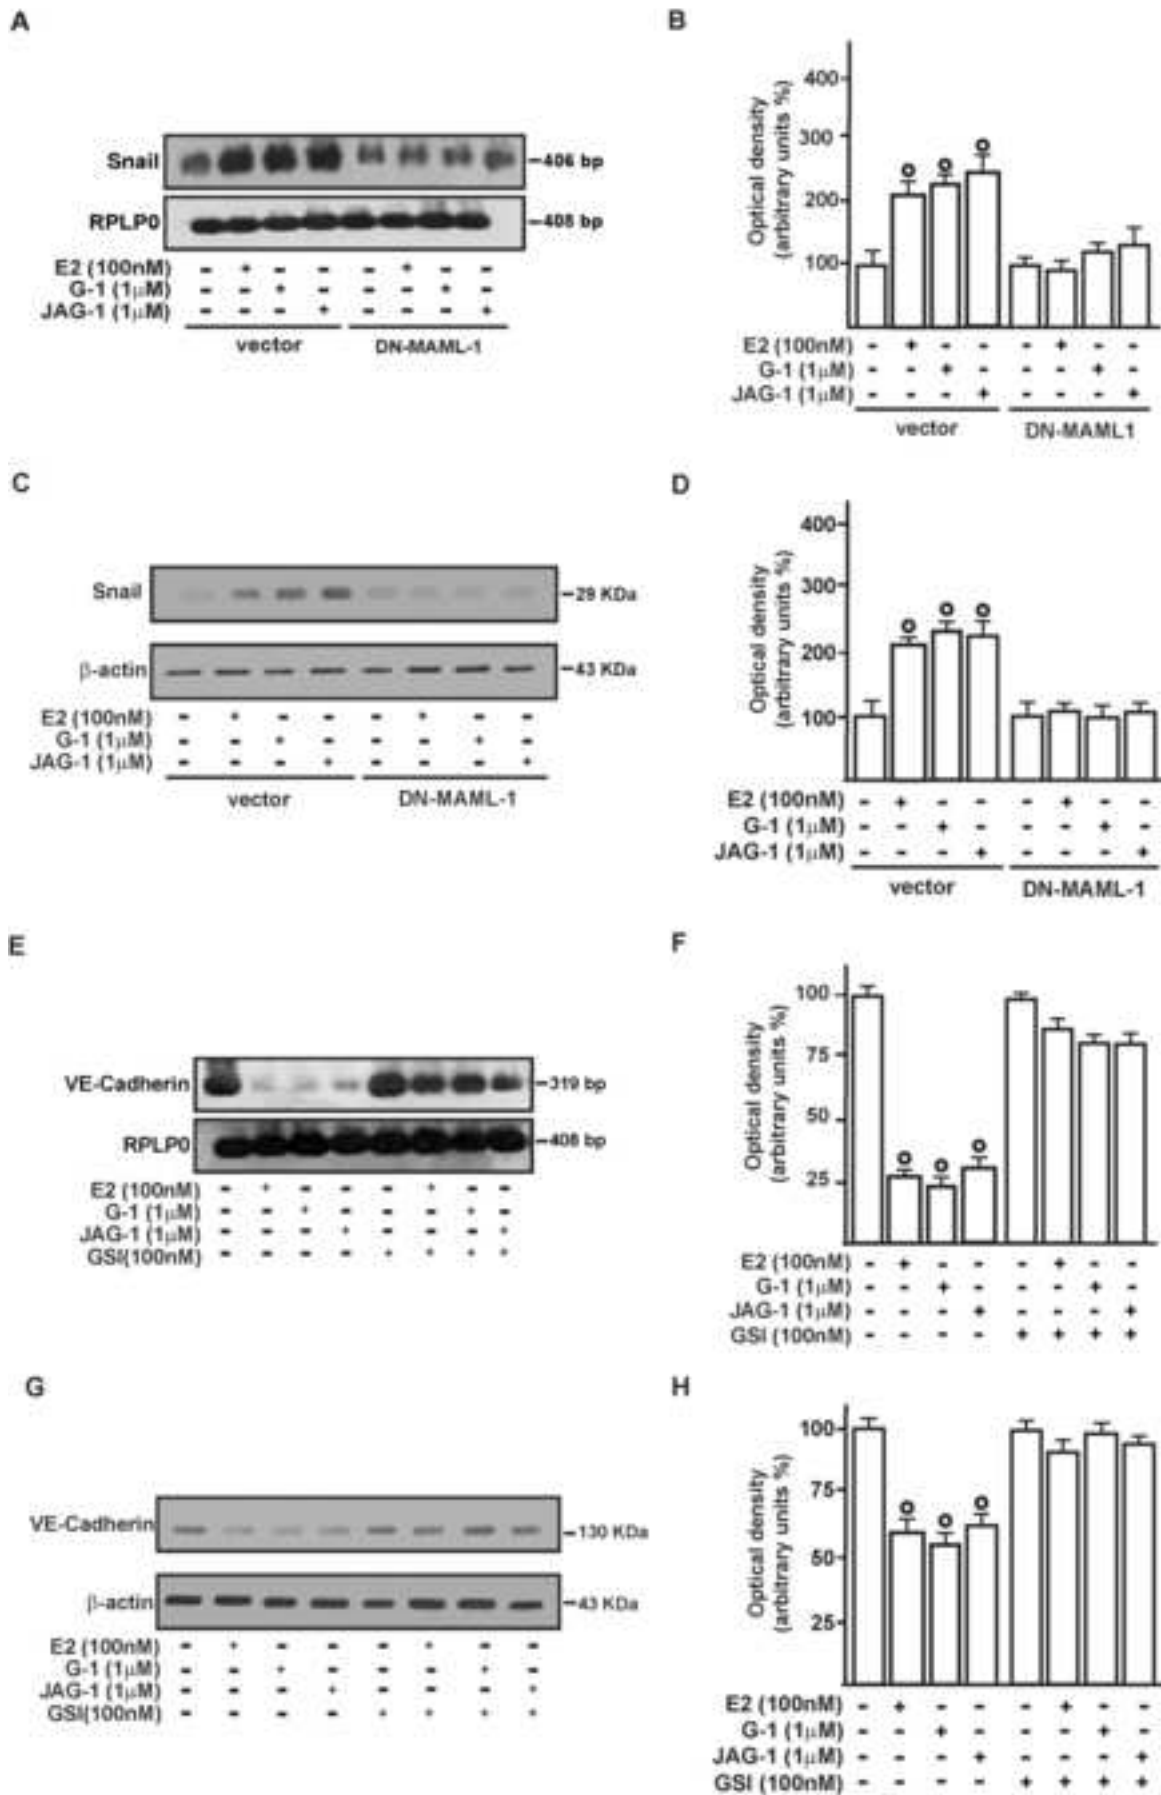 A
Snail
406 bp
RPLP0
408 bp
E2 (100nM) - + - - - + - -
G-1 (1μM) - - + - - - + -
JAG-1 (1μM) - - - + - - - +
vector DN-MAML-1
B
Optical density
(arbitrary units %)
400
300
200
100
E2 (100nM) - + - - - + - -
G-1 (1μM) - - + - - - + -
JAG-1 (1μM) - - - + - - - +
vector DN-MAML1
C
Snail
29 KDa
β-actin
43 KDa
E2 (100nM) - + - - - + - -
G-1 (1μM) - - + - - - + -
JAG-1 (1μM) - - - + - - - +
vector DN-MAML-1
D
Optical density
(arbitrary units %)
400
300
200
100
E2 (100nM) - + - - - + - -
G-1 (1μM) - - + - - - + -
JAG-1 (1μM) - - - + - - - +
vector DN-MAML-1
E
VE-Cadherin
319 bp
RPLP0
408 bp
E2 (100nM) - + - - - + - -
G-1 (1μM) - - + - - - + -
JAG-1 (1μM) - - - + - - - +
GSI(100nM) - - - - + + + +
F
Optical density
(arbitrary units %)
100
75
50
25
E2 (100nM) - + - - - + - -
G-1 (1μM) - - + - - - + -
JAG-1 (1μM) - - - + - - - +
GSI (100nM) - - - - + + + +
G
VE-Cadherin
130 KDa
β-actin
43 KDa
E2 (100nM) - + - - - + - -
G-1 (1μM) - - + - - - + -
JAG-1 (1μM) - - - + - - - +
GSI(100nM) - - - - + + + +
H
Optical density
(arbitrary units %)
100
75
50
25
E2 (100nM) - + - - - + - -
G-1 (1μM) - - + - - - + -
JAG-1 (1μM) - - - + - - - +
GSI (100nM) - - - - + + + +